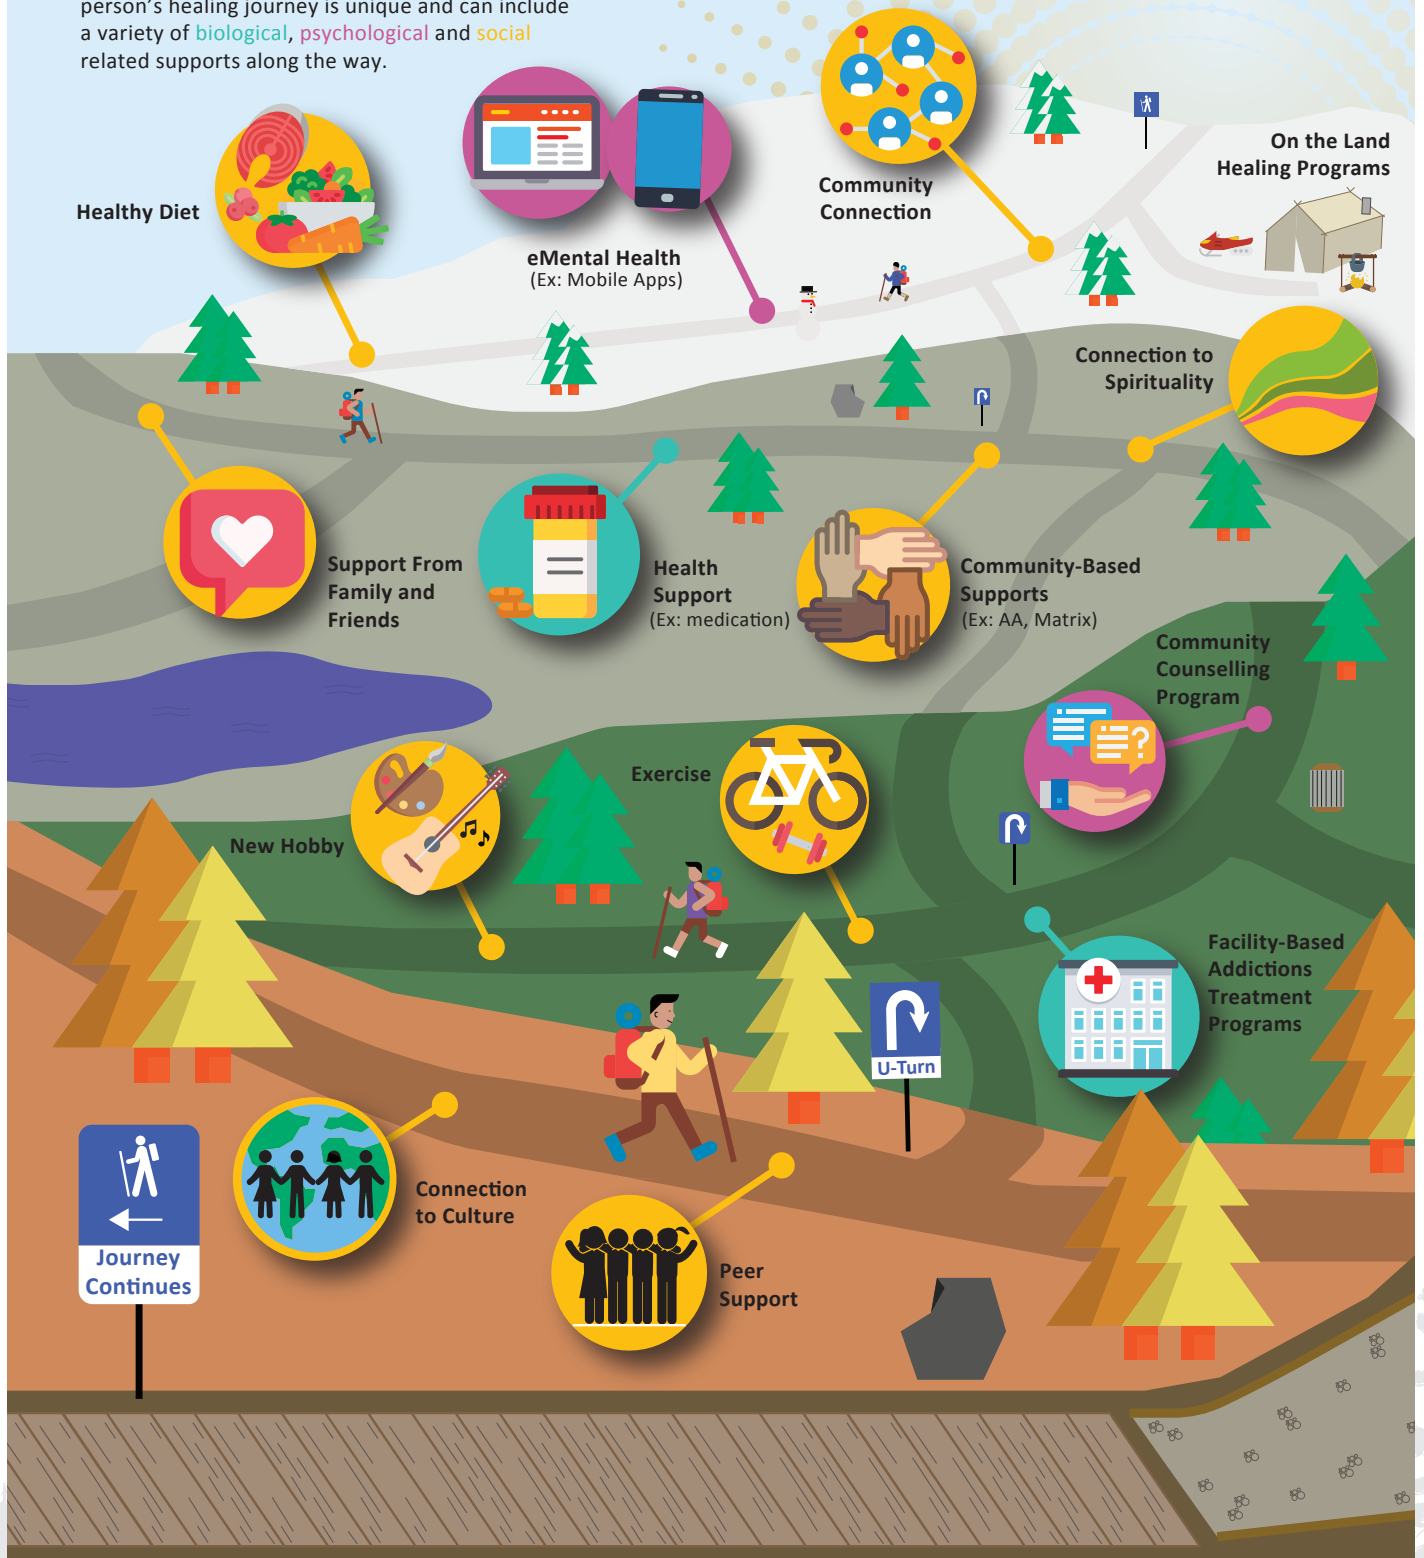 person's healing journey is unique and can include
a variety of biological, psychological and social
related supports along the way.
Healthy Diet
eMental Health
(Ex: Mobile Apps)
Community
Connection
On the Land
Healing Programs
Connection to
Spirituality
Support From
Family and
Friends
Health
Support
(Ex: medication)
Community-Based
Supports
(Ex: AA, Matrix)
Community
Counselling
Program
New Hobby
Exercise
Facility-Based
Addictions
Treatment
Programs
U-Turn
Connection
to Culture
Journey
Continues
Peer
Support